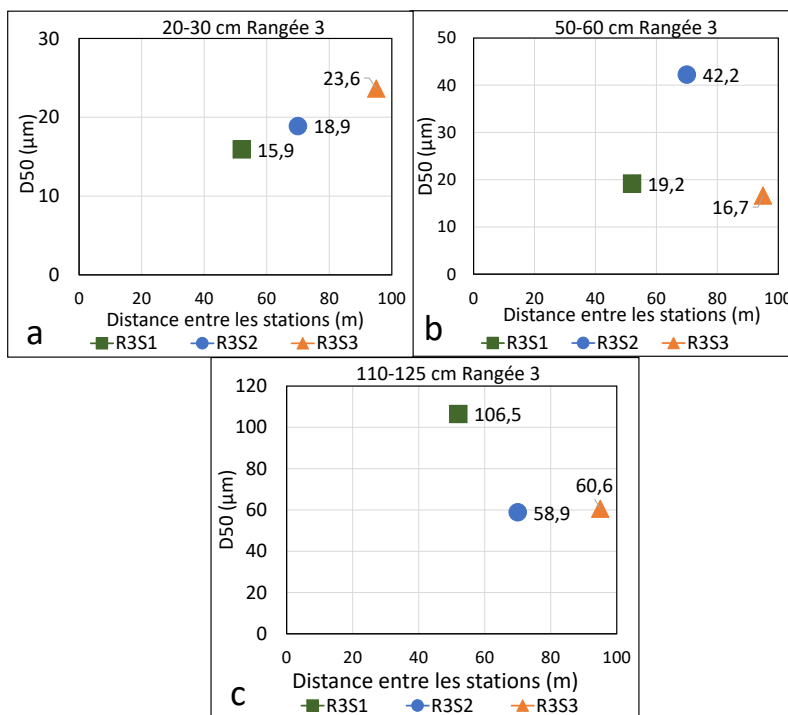 20-30 cm Rangée 3
30
20
10
0
D50 (µm)
23,6
18,9
15,9
0 20 40 60 80 100
Distance entre les stations (m)
a
R3S1 R3S2 R3S3
50-60 cm Rangée 3
50
40
30
20
10
0
D50 (µm)
42,2
19,2
16,7
0 20 40 60 80 100
Distance entre les stations (m)
b
R3S1 R3S2 R3S3
110-125 cm Rangée 3
120
100
80
60
40
20
0
D50 (µm)
106,5
60,6
58,9
0 20 40 60 80 100
Distance entre les stations (m)
c
R3S1 R3S2 R3S3